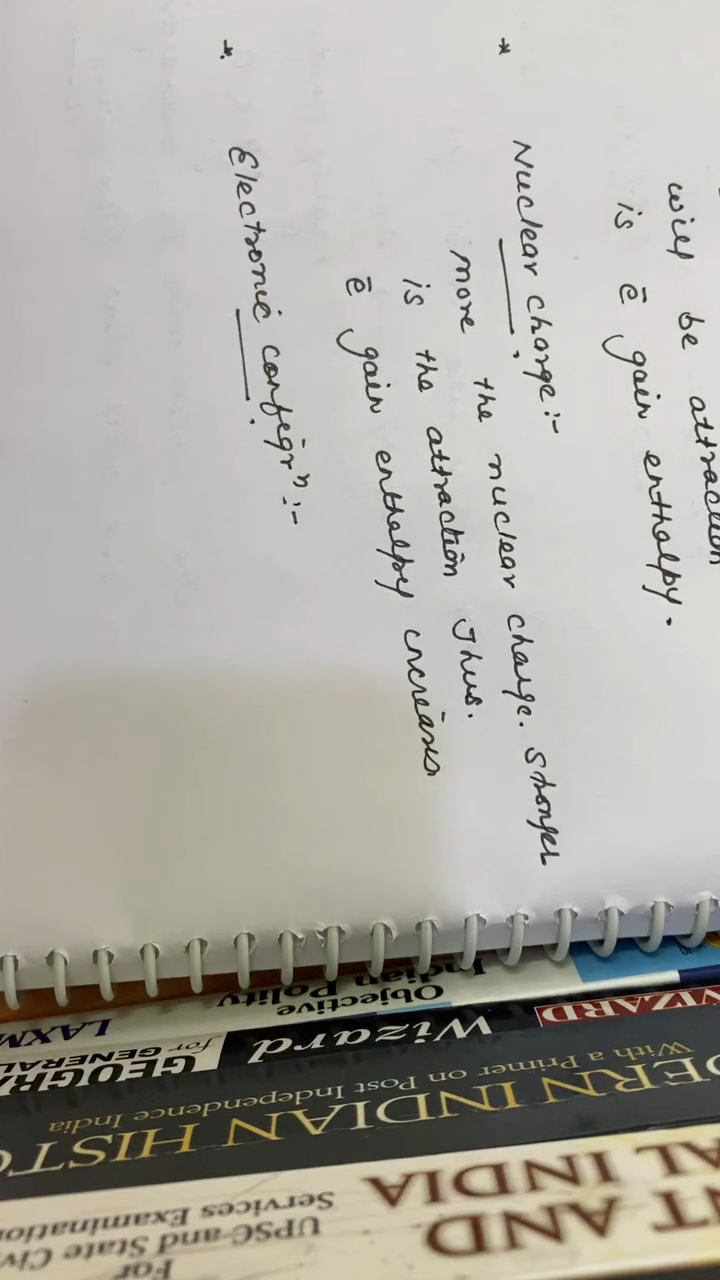 will be attraction
is ē gain enthalpy.
* Nuclear charge :-
more the nuclear charge. Stronger
is the attraction Thus.
ē gain enthalpy increases
* Electronic configrⁿ :-
Objective
Indian Polity
LAXM
WIZARD
Wizard
for GENERAL
GEOGRA
DERN INDIAN HISTO
With a Primer on Post Independence India
NT AND
AL INDIA
For
UPSC and State Civ
Services Examination